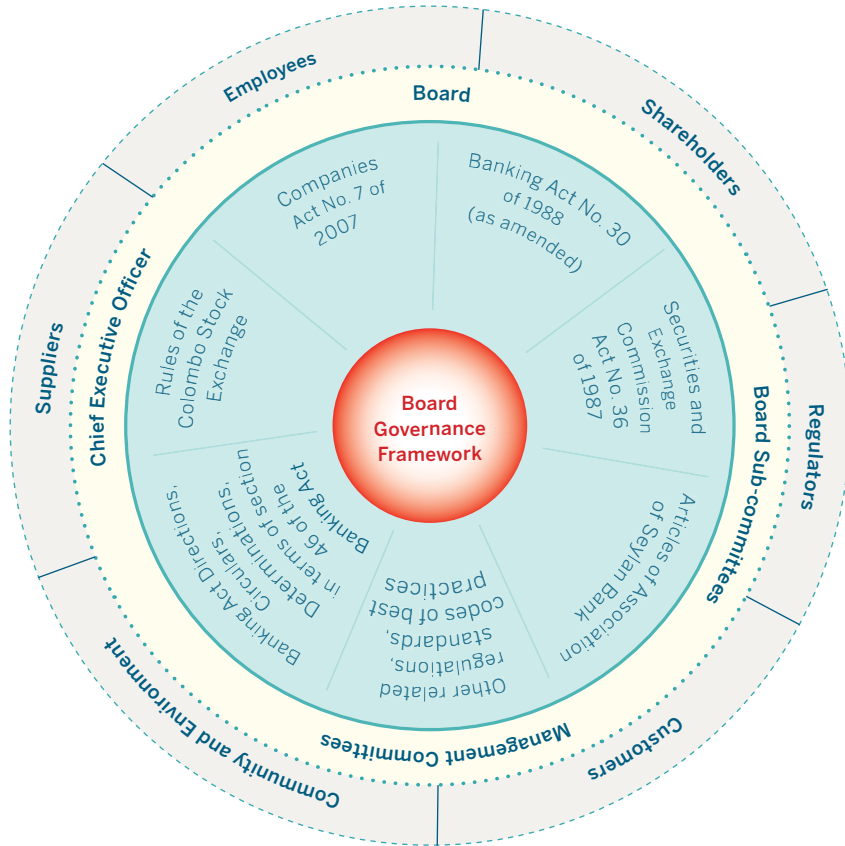 Board
Governance
Framework
Banking Act No. 30
of 1988
(as amended)
Securities and
Exchange
Commission
Act No. 36
of 1987
Articles of Association
of Seylan Bank
Other related
regulations,
standards,
codes of best
practices
Banking Act Directions,
Circulars,
Determinations,
in terms of section
46 of the
Banking Act
Rules of the
Colombo Stock
Exchange
Companies
Act No. 7 of
2007
Board
Board Sub-committees
Management Committees
Chief Executive Officer
Shareholders
Regulators
Customers
Community and Environment
Suppliers
Employees